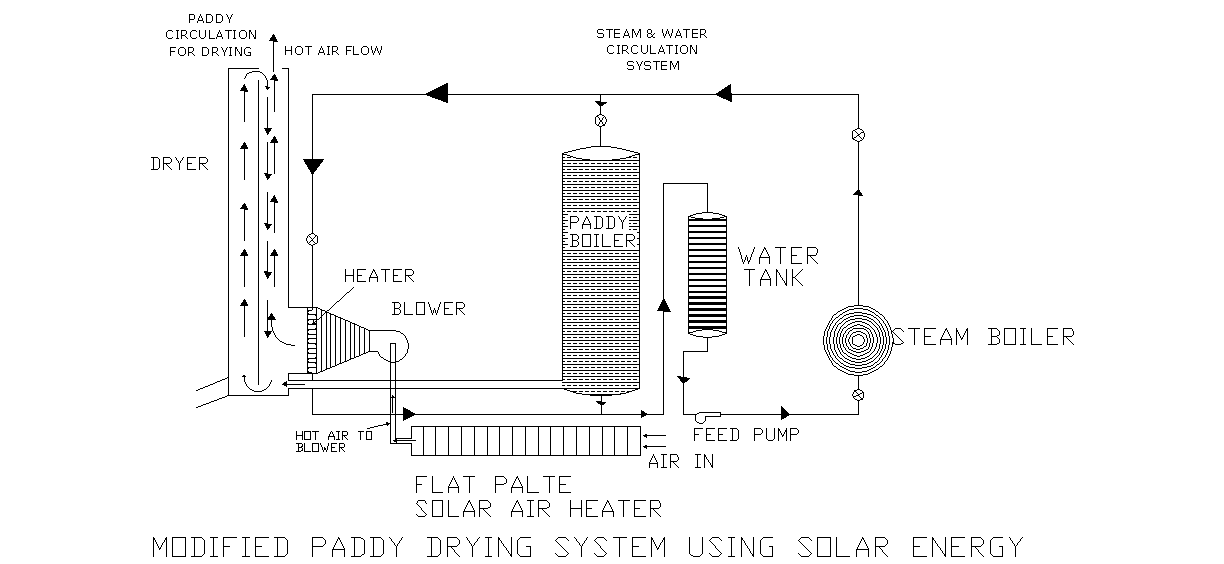 PADDY
CIRCULATION
FOR DRYING
HOT AIR FLOW
STEAM & WATER
CIRCULATION
SYSTEM
DRYER
PADDY
BOILER
WATER
TANK
HEATER
BLOWER
STEAM BOILER
HOT AIR TO
BLOWER
FEED PUMP
AIR IN
FLAT PALTE
SOLAR AIR HEATER
MODIFIED PADDY DRYING SYSTEM USING SOLAR ENERGY